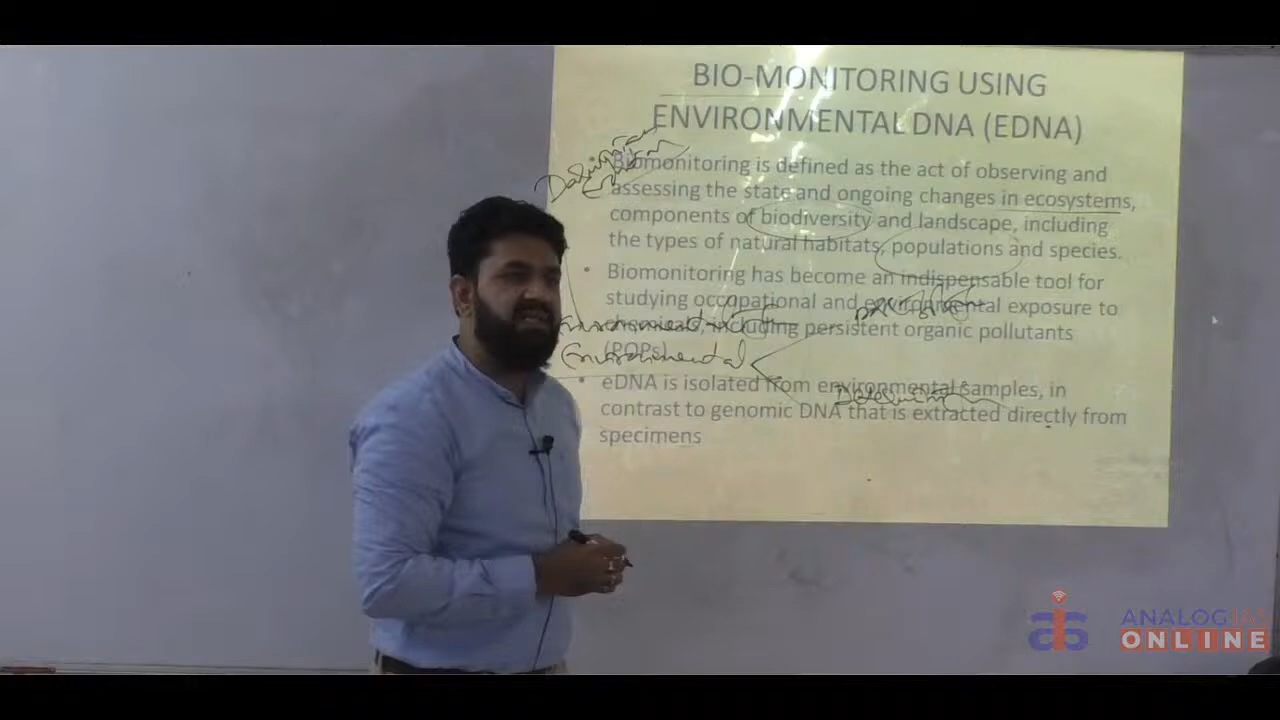 BIO-MONITORING USING
ENVIRONMENTAL DNA (EDNA)
Biomonitoring is defined as the act of observing and
assessing the state and ongoing changes in ecosystems,
components of biodiversity and landscape, including
the types of natural habitats, populations and species.
• Biomonitoring has become an indispensable tool for
studying occupational and environmental exposure to
chemicals, including persistent organic pollutants
(POPs)
Environmental
• eDNA is isolated from environmental samples, in
contrast to genomic DNA that is extracted directly from
specimens
ANALOG IAS
ONLINE